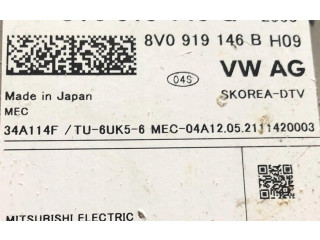 8V0 919 146 B H09
04S
VW AG
Made in Japan
SKOREA-DTV
MEC
34A114F / TU-6UK5-6 MEC-04A12.05.2111420003
MITSUBISHI ELECTRIC